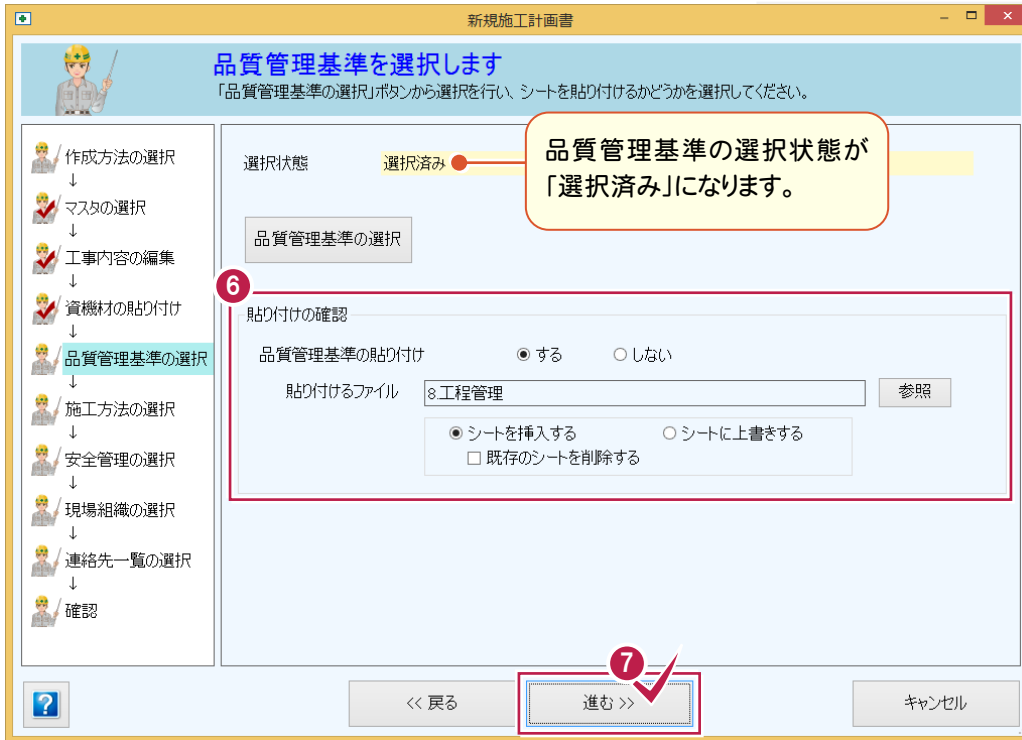 新規施工計画書
品質管理基準を選択します
「品質管理基準の選択」ボタンから選択を行い、シートを貼り付けるかどうかを選択してください。
作成方法の選択
↓
マスタの選択
↓
工事内容の編集
↓
資機材の貼り付け
↓
品質管理基準の選択
↓
施工方法の選択
↓
安全管理の選択
↓
現場組織の選択
↓
連絡先一覧の選択
↓
確認
選択状態 選択済み
品質管理基準の選択状態が
「選択済み」になります。
品質管理基準の選択
6
貼り付けの確認
品質管理基準の貼り付け する しない
貼り付けるファイル 8.工程管理 参照
シートを挿入する シートに上書きする
既存のシートを削除する
7
? << 戻る 進む >> キャンセル